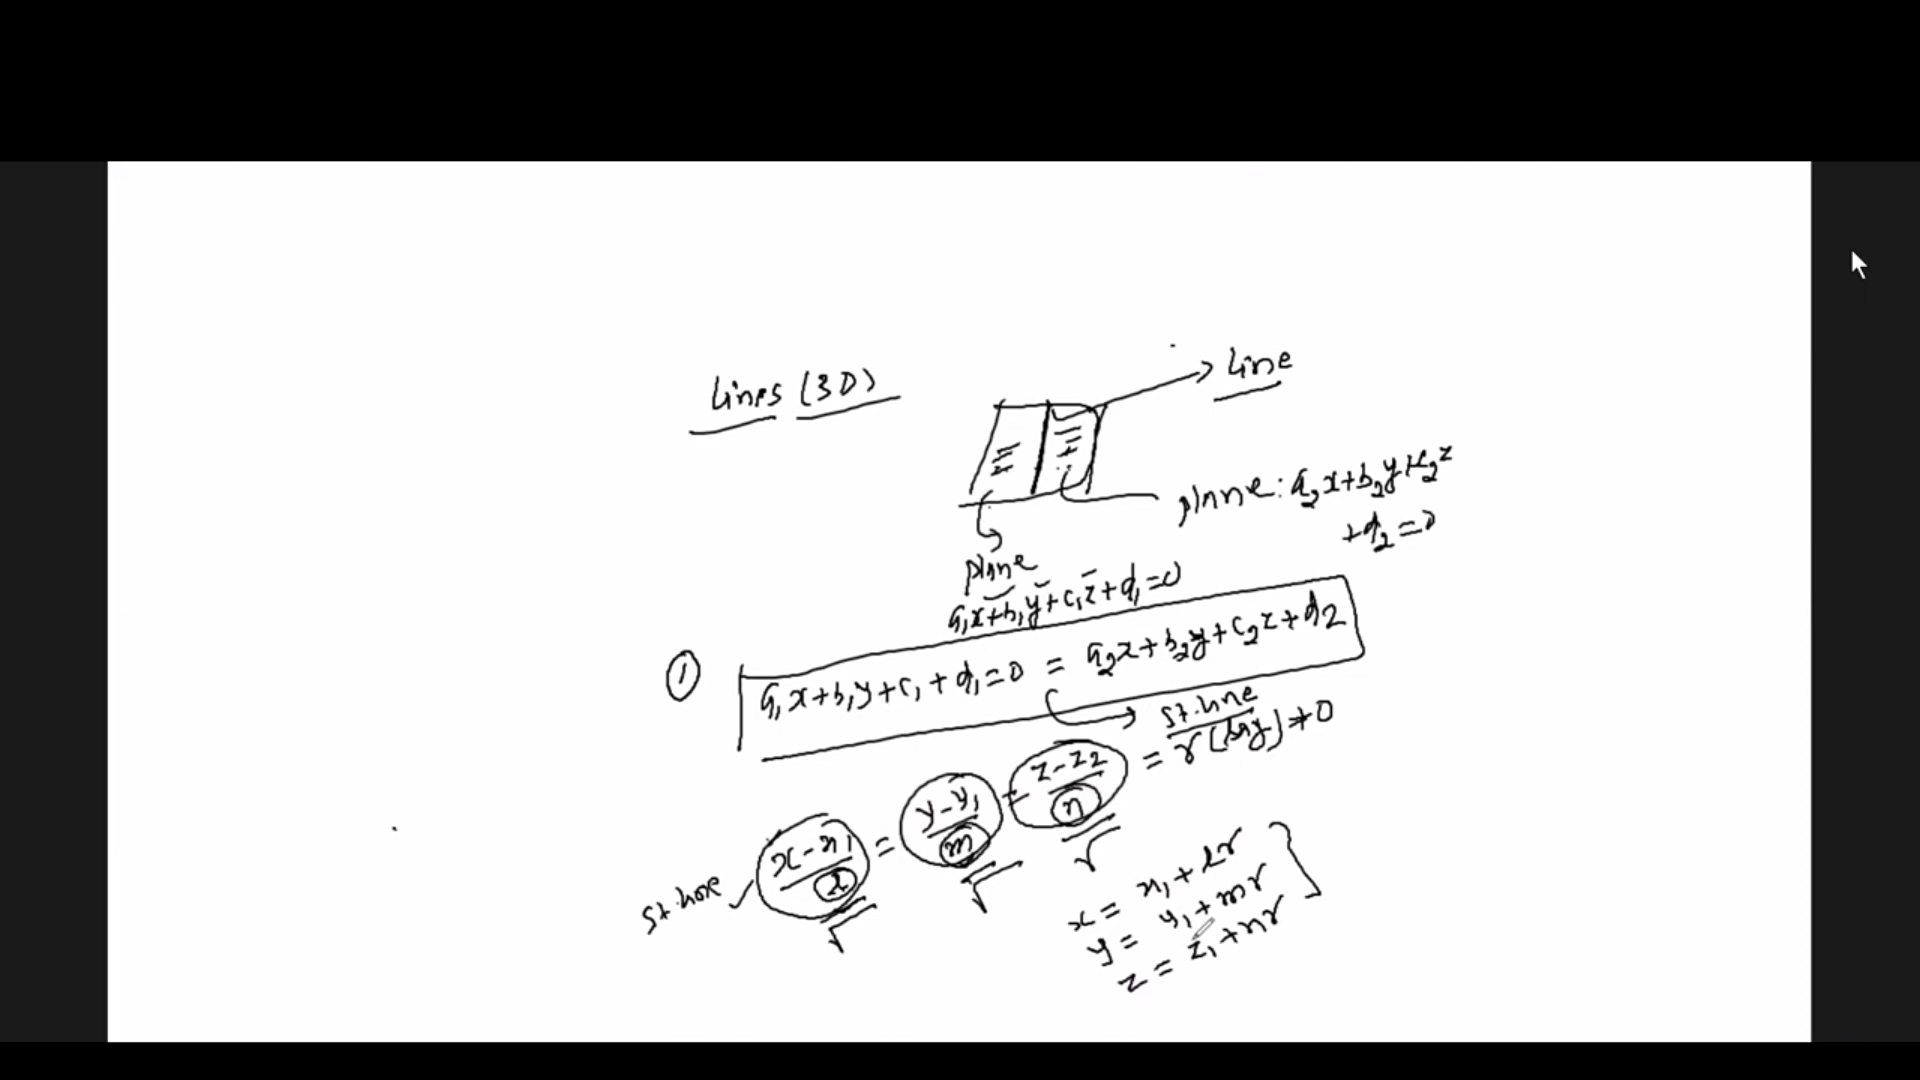 Lines (3D)
Line
plane: a₂x+b₂y+c₂z
+d₂=0
plane
a₁x+b₁y+c₁z+d₁=0
① a₁x+b₁y+c₁+d₁=0 = a₂x+b₂y+c₂z+d₂
st. line
st. line (x-x₁)/l = (y-y₁)/m = (z-z₂)/n = r (say) ≠ 0
x = x₁+lr
y = y₁+mr
z = z₁+nr